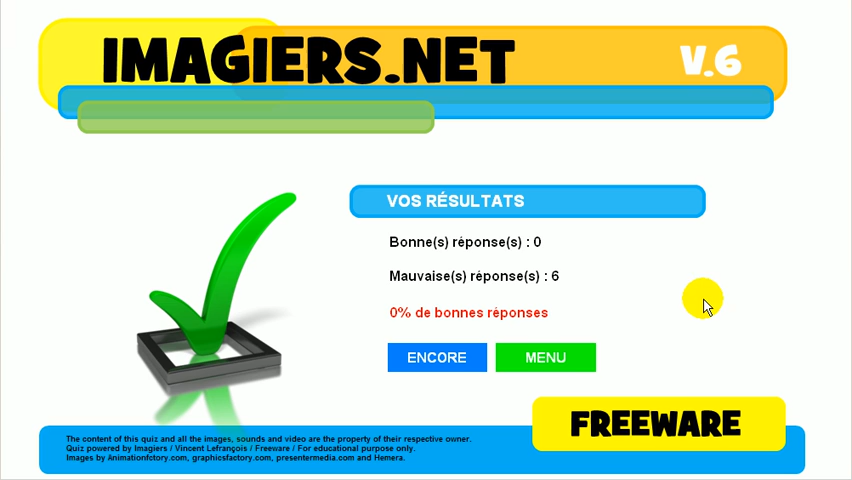 IMAGIERS.NET
V.6
VOS RÉSULTATS
Bonne(s) réponse(s) : 0
Mauvaise(s) réponse(s) : 6
0% de bonnes réponses
ENCORE
MENU
FREEWARE
The content of this quiz and all the images, sounds and video are the property of their respective owner.
Quiz powered by Imagiers / Vincent Lefrançois / Freeware / For educational purpose only.
Images by Animationfctory.com, graphicsfactory.com, presentermedia.com and Hemera.